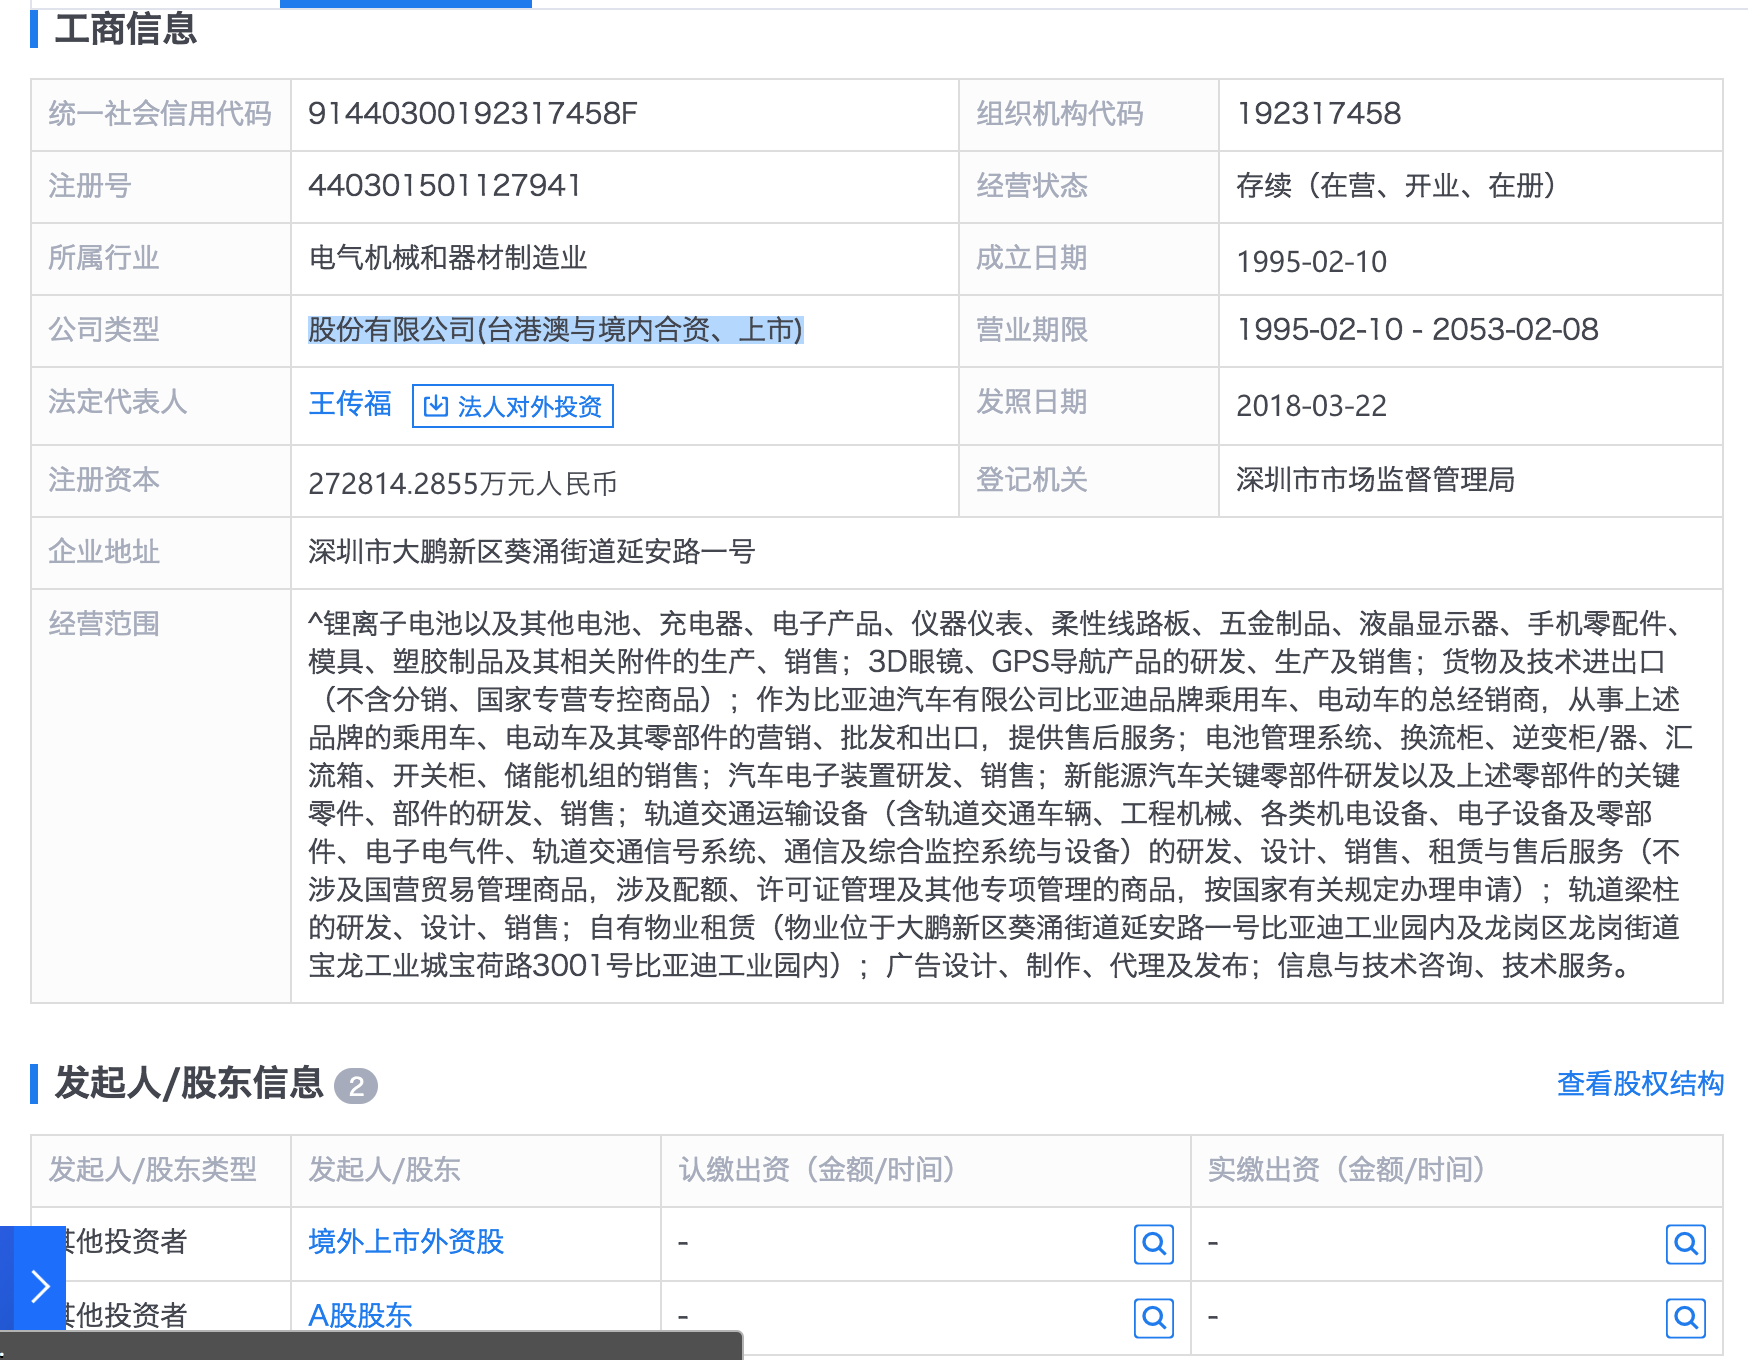 工商信息
统一社会信用代码 91440300192317458F 组织机构代码 192317458
注册号 440301501127941 经营状态 存续（在营、开业、在册）
所属行业 电气机械和器材制造业 成立日期 1995-02-10
公司类型 股份有限公司(台港澳与境内合资、上市) 营业期限 1995-02-10 - 2053-02-08
法定代表人 王传福 法人对外投资 发照日期 2018-03-22
注册资本 272814.2855万元人民币 登记机关 深圳市市场监督管理局
企业地址 深圳市大鹏新区葵涌街道延安路一号
经营范围 ^锂离子电池以及其他电池、充电器、电子产品、仪器仪表、柔性线路板、五金制品、液晶显示器、手机零配件、
模具、塑胶制品及其相关附件的生产、销售；3D眼镜、GPS导航产品的研发、生产及销售；货物及技术进出口
（不含分销、国家专营专控商品）；作为比亚迪汽车有限公司比亚迪品牌乘用车、电动车的总经销商，从事上述
品牌的乘用车、电动车及其零部件的营销、批发和出口，提供售后服务；电池管理系统、换流柜、逆变柜/器、汇
流箱、开关柜、储能机组的销售；汽车电子装置研发、销售；新能源汽车关键零部件研发以及上述零部件的关键
零件、部件的研发、销售；轨道交通运输设备（含轨道交通车辆、工程机械、各类机电设备、电子设备及零部
件、电子电气件、轨道交通信号系统、通信及综合监控系统与设备）的研发、设计、销售、租赁与售后服务（不
涉及国营贸易管理商品，涉及配额、许可证管理及其他专项管理的商品，按国家有关规定办理申请）；轨道梁柱
的研发、设计、销售；自有物业租赁（物业位于大鹏新区葵涌街道延安路一号比亚迪工业园内及龙岗区龙岗街道
宝龙工业城宝荷路3001号比亚迪工业园内）；广告设计、制作、代理及发布；信息与技术咨询、技术服务。
发起人/股东信息 2 查看股权结构
发起人/股东类型 发起人/股东 认缴出资（金额/时间） 实缴出资（金额/时间）
其他投资者 境外上市外资股 - -
其他投资者 A股股东 - -